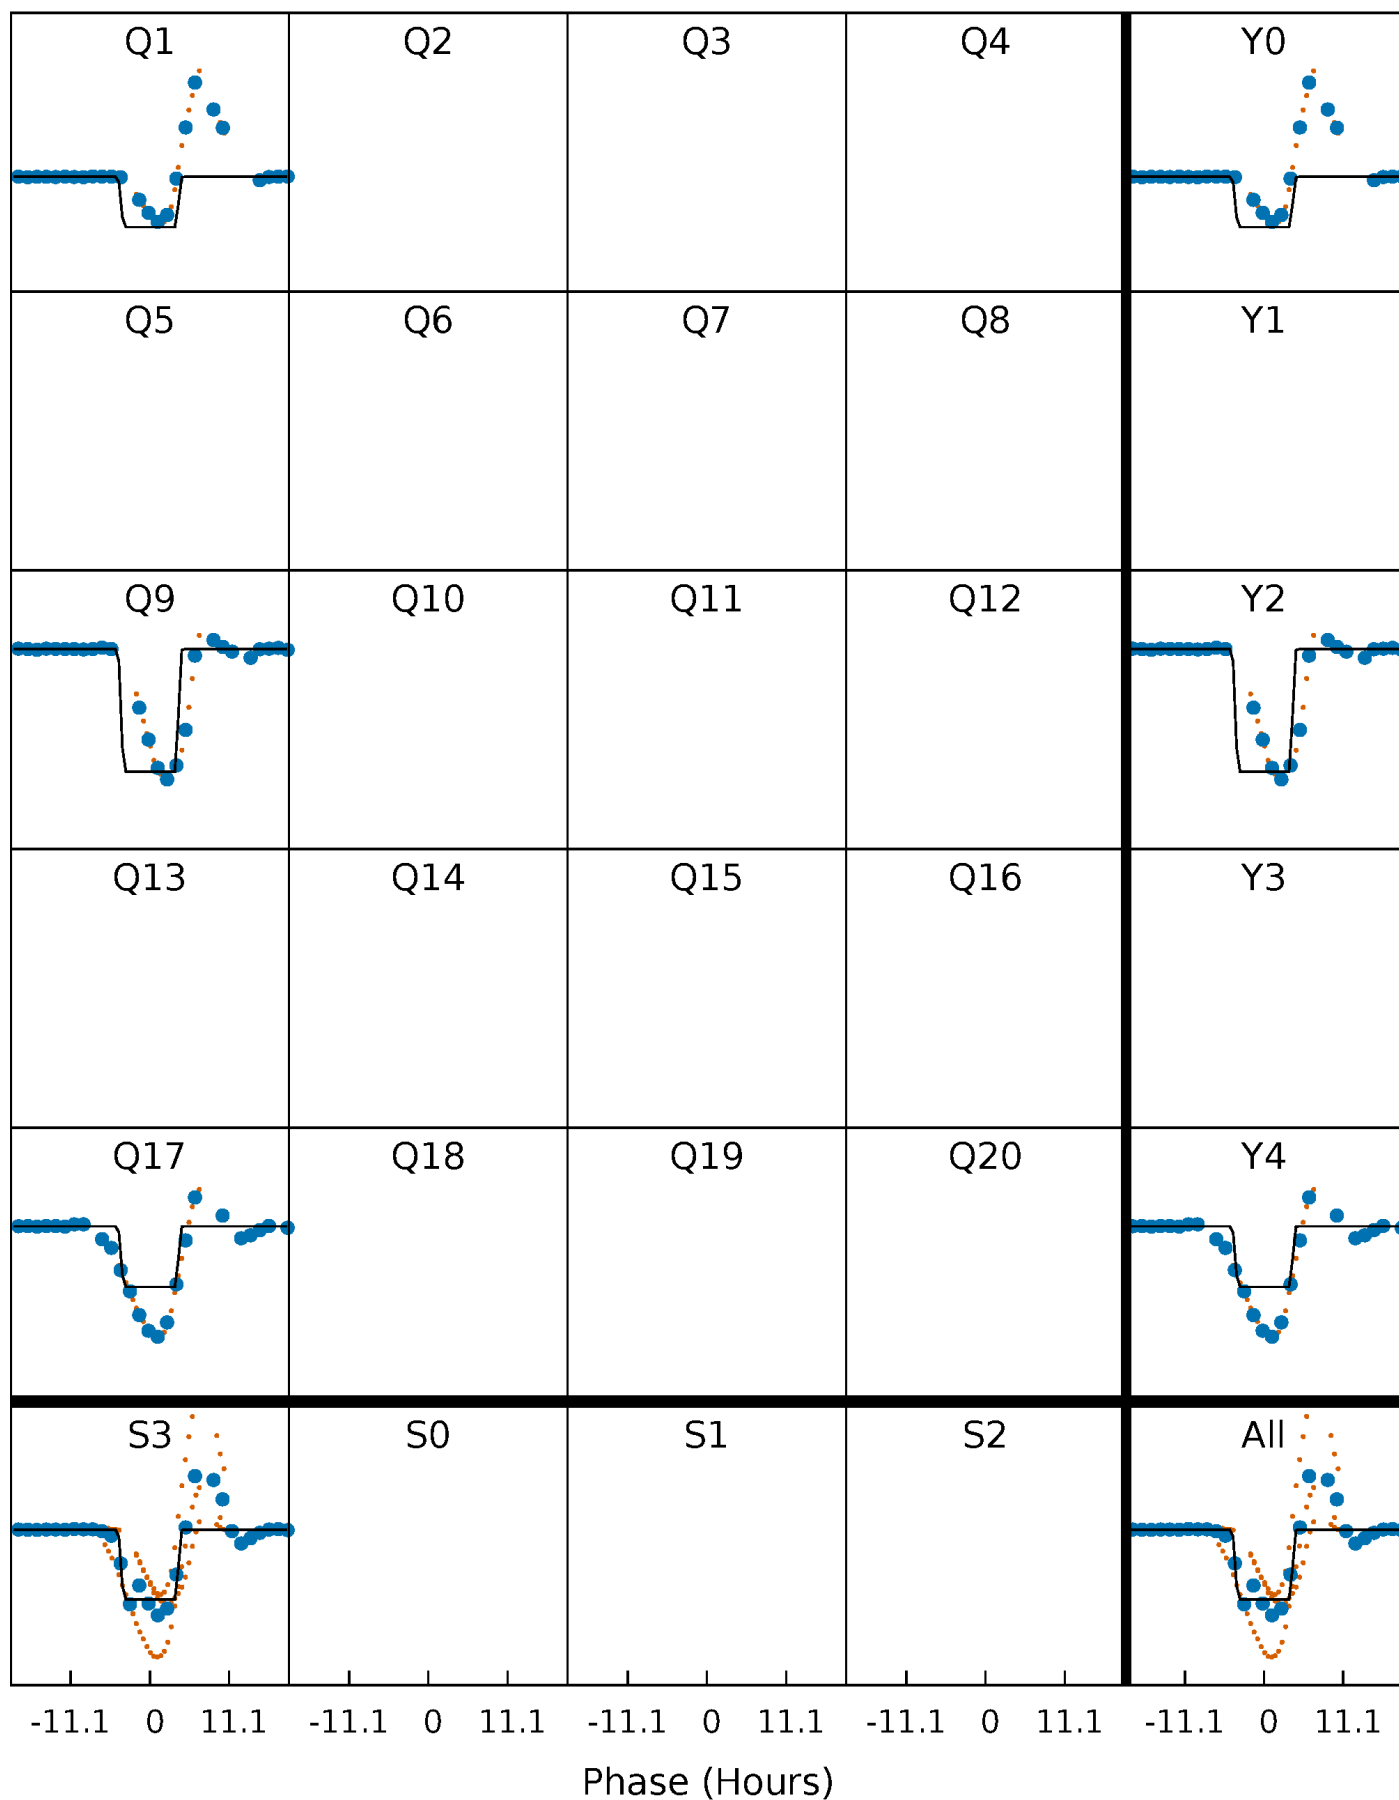 Q1 Q2 Q3 Q4 Y0
Q5 Q6 Q7 Q8 Y1
Q9 Q10 Q11 Q12 Y2
Q13 Q14 Q15 Q16 Y3
Q17 Q18 Q19 Q20 Y4
S3 S0 S1 S2 All
-11.1 0 11.1 -11.1 0 11.1 -11.1 0 11.1 -11.1 0 11.1 -11.1 0 11.1
Phase (Hours)